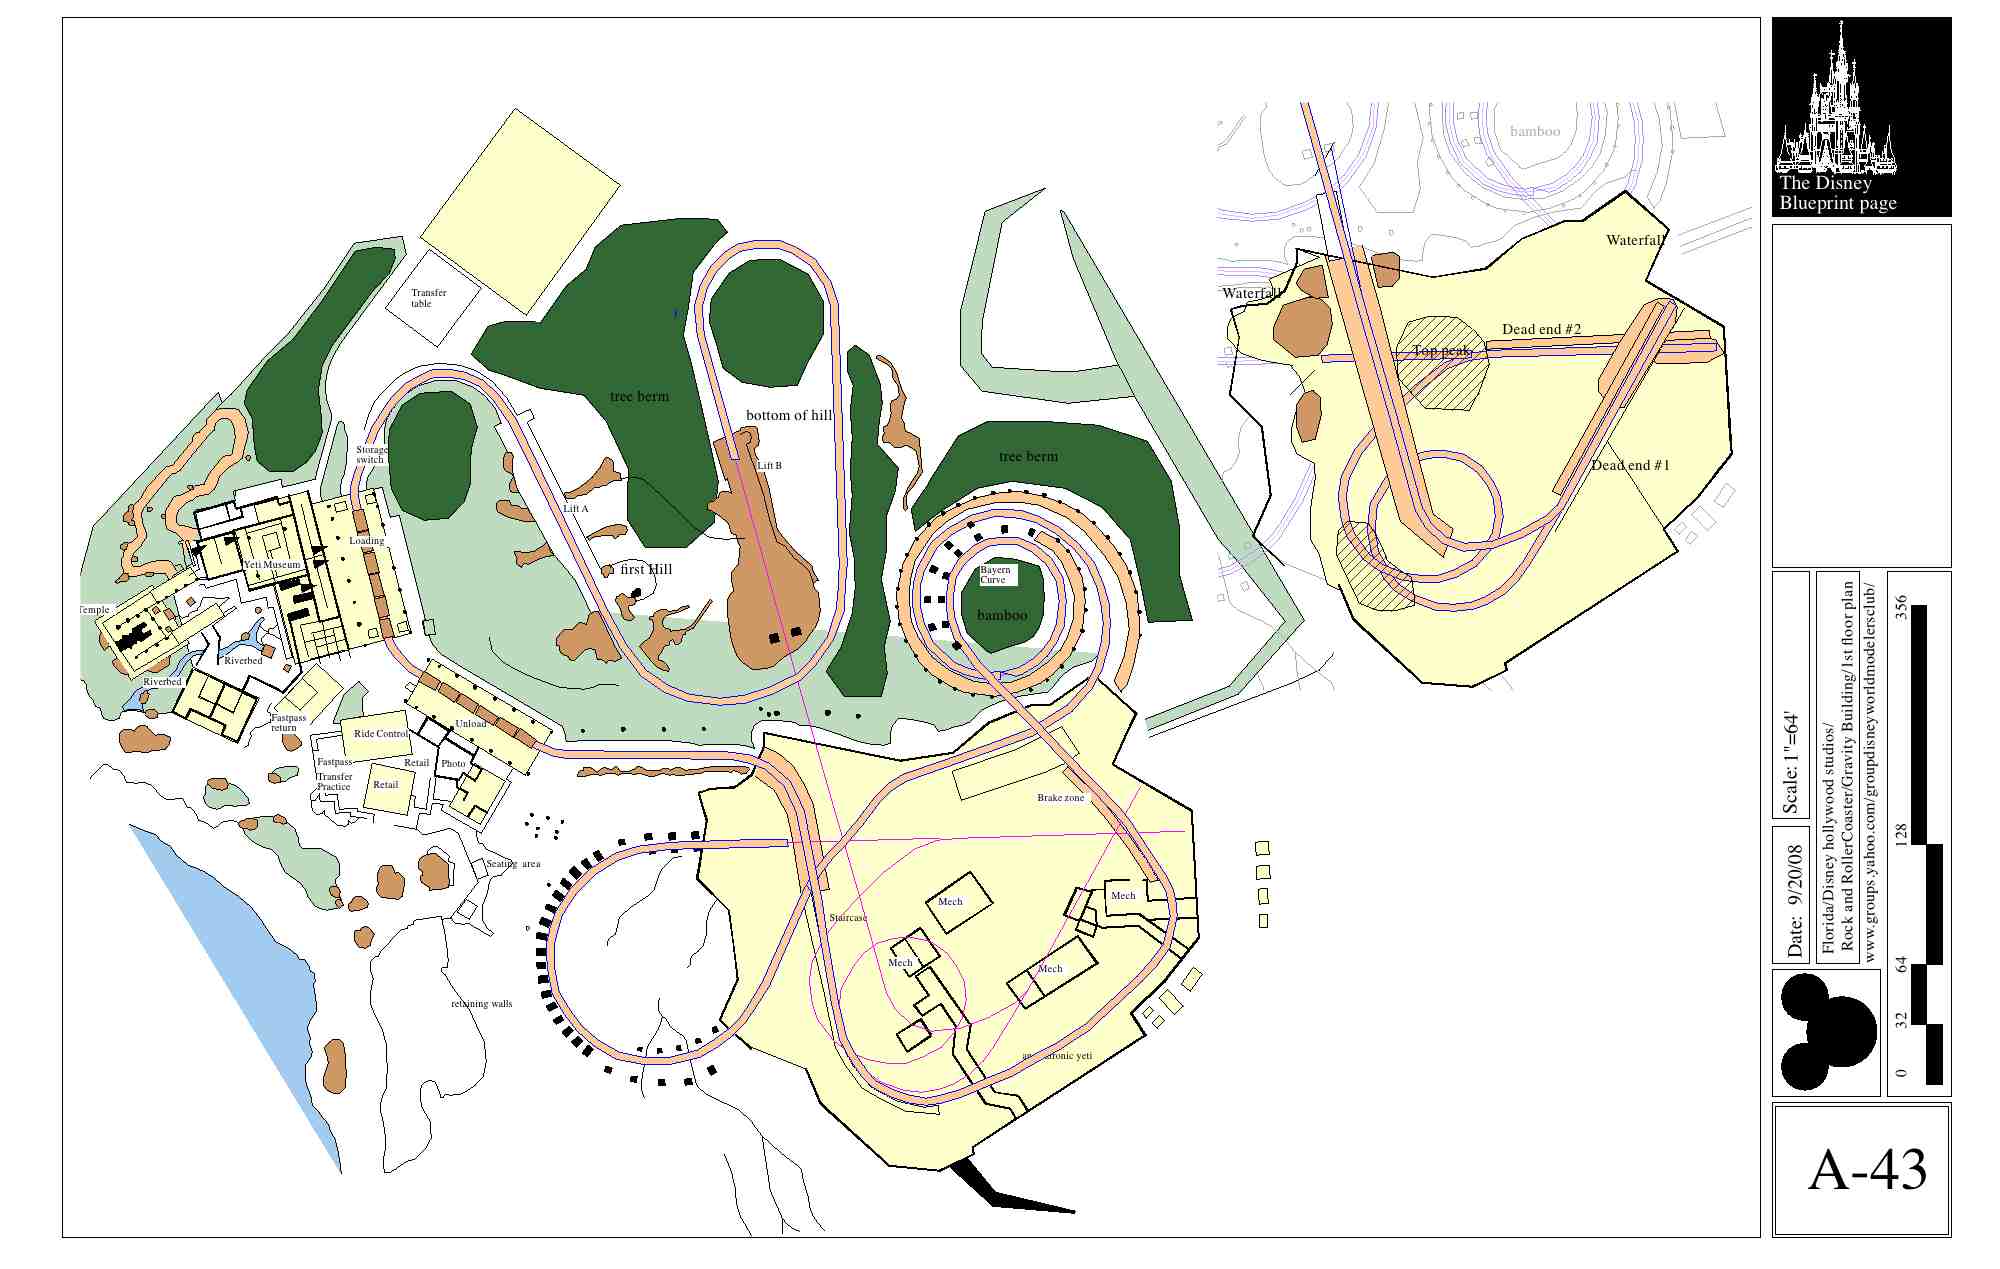 bamboo
Waterfall
Waterfall
Top peak
Dead end #2
Dead end #1
Transfer
table
tree berm
bottom of hill
Lift B
Storage
switch
tree berm
Lift A
Loading
Yeti Museum
first Hill
Bayern
Curve
bamboo
Temple
Riverbed
Riverbed
Fastpass
return
Unload
Ride Control
Fastpass
Transfer
Practice
Retail
Photo
Retail
Brake zone
Seating area
Mech
Mech
Staircase
Mech
Mech
retaining walls
yeti
The Disney
Blueprint page
Scale: 1"=64'
Date: 9/20/08
Florida/Disney hollywood studios/
Rock and RollerCoaster/Gravity Building/1st floor plan
www.groups.yahoo.com/groupdisneyworldmodelersclub/
356
128
64
32
0
A-43